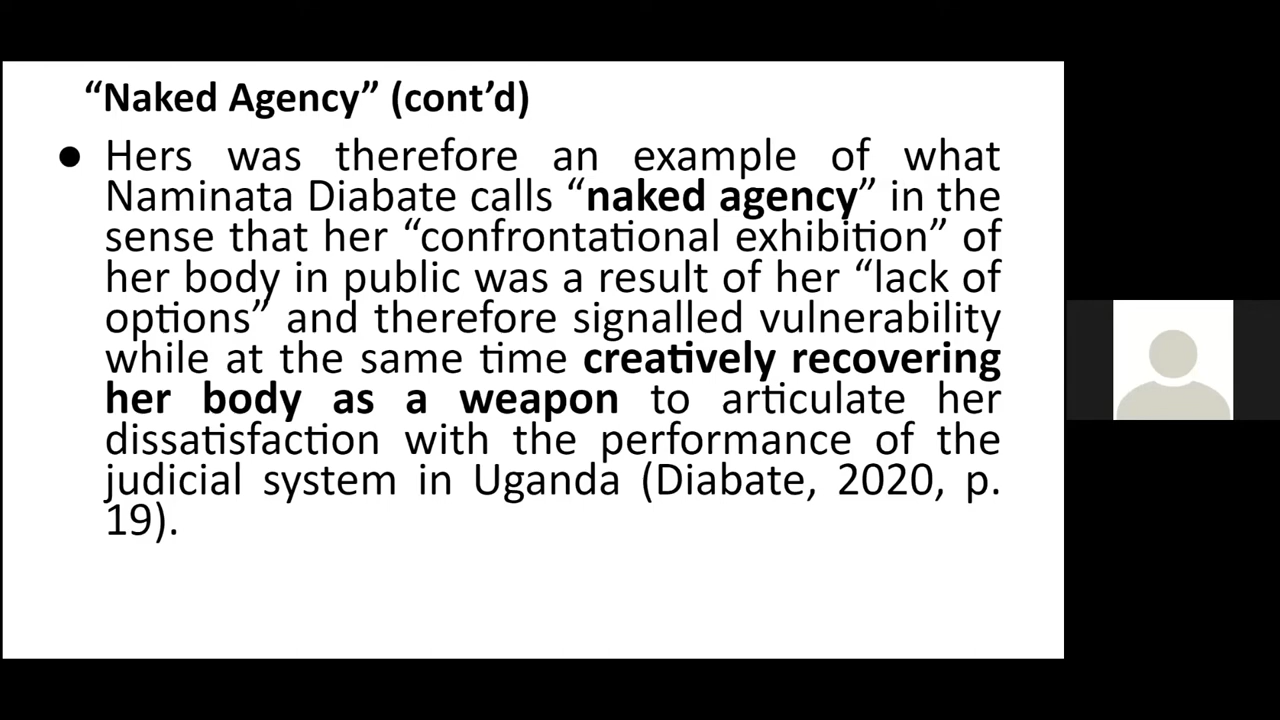 “Naked Agency” (cont’d)
● Hers was therefore an example of what
Naminata Diabate calls “naked agency” in the
sense that her “confrontational exhibition” of
her body in public was a result of her “lack of
options” and therefore signalled vulnerability
while at the same time creatively recovering
her body as a weapon to articulate her
dissatisfaction with the performance of the
judicial system in Uganda (Diabate, 2020, p.
19).